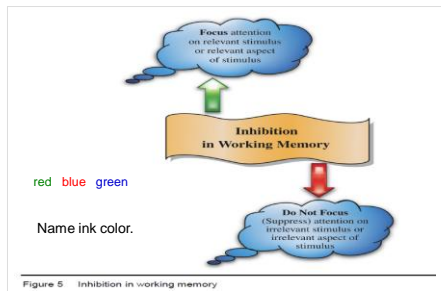 Focus attention
on relevant stimulus
or relevant aspect
of stimulus
Inhibition
in Working Memory
red blue green
Name ink color.
Do Not Focus
(Suppress) attention on
irrelevant stimulus or
irrelevant aspect of
stimulus
Figure 5 Inhibition in working memory